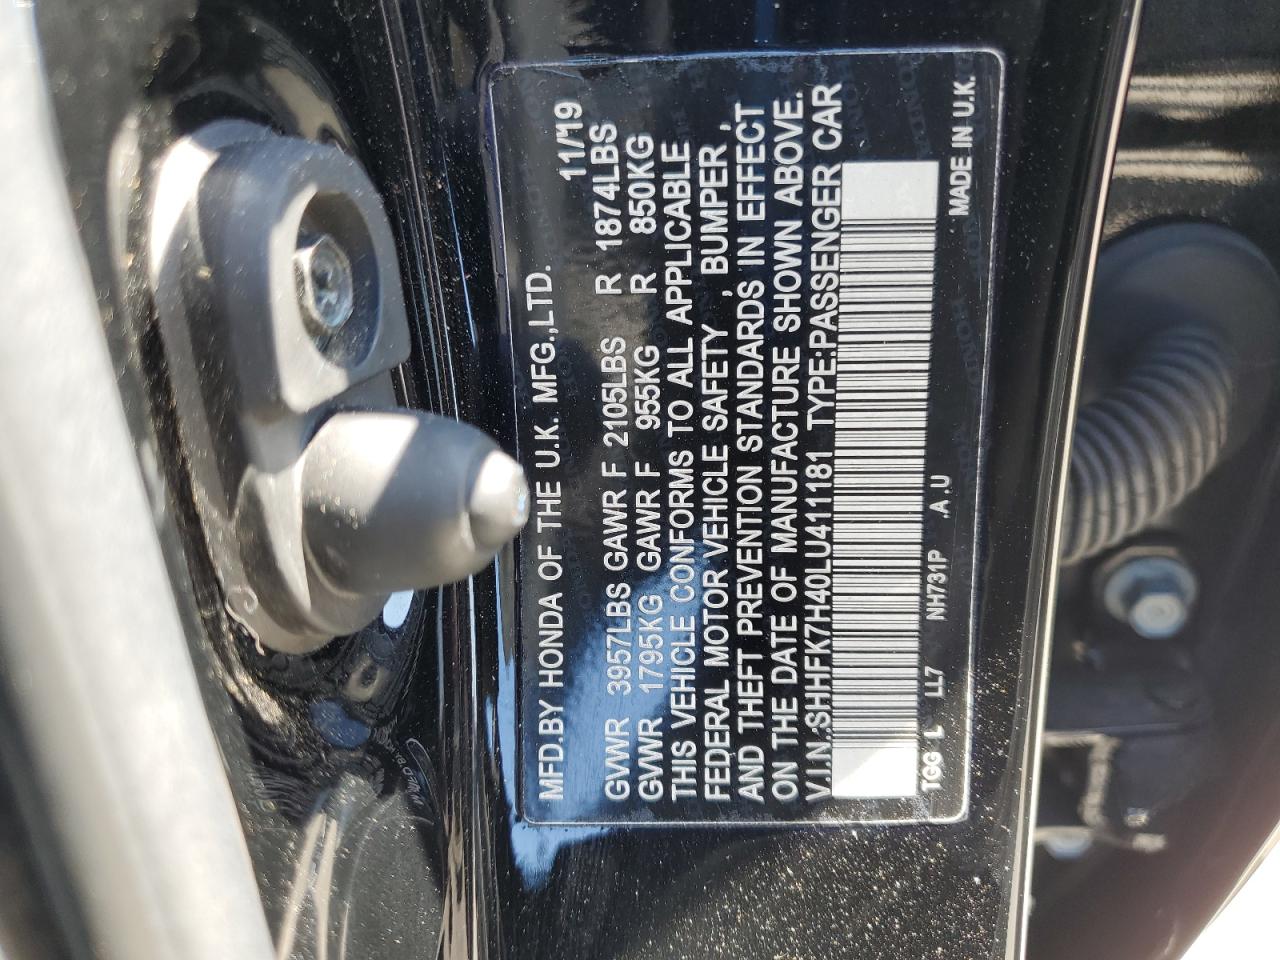 MFD.BY HONDA OF THE U.K. MFG.,LTD. 11/'19
GVWR 3957LBS GAWR F 2105LBS R 1874LBS
GVWR 1795KG GAWR F 955KG R 850KG
THIS VEHICLE CONFORMS TO ALL APPLICABLE
FEDERAL MOTOR VEHICLE SAFETY , BUMPER ,
AND THEFT PREVENTION STANDARDS IN EFFECT
ON THE DATE OF MANUFACTURE SHOWN ABOVE.
V.I.N.:SHHFK7H40LU411181 TYPE:PASSENGER CAR
TGG L LL7 NH731P .A.U MADE IN U.K.